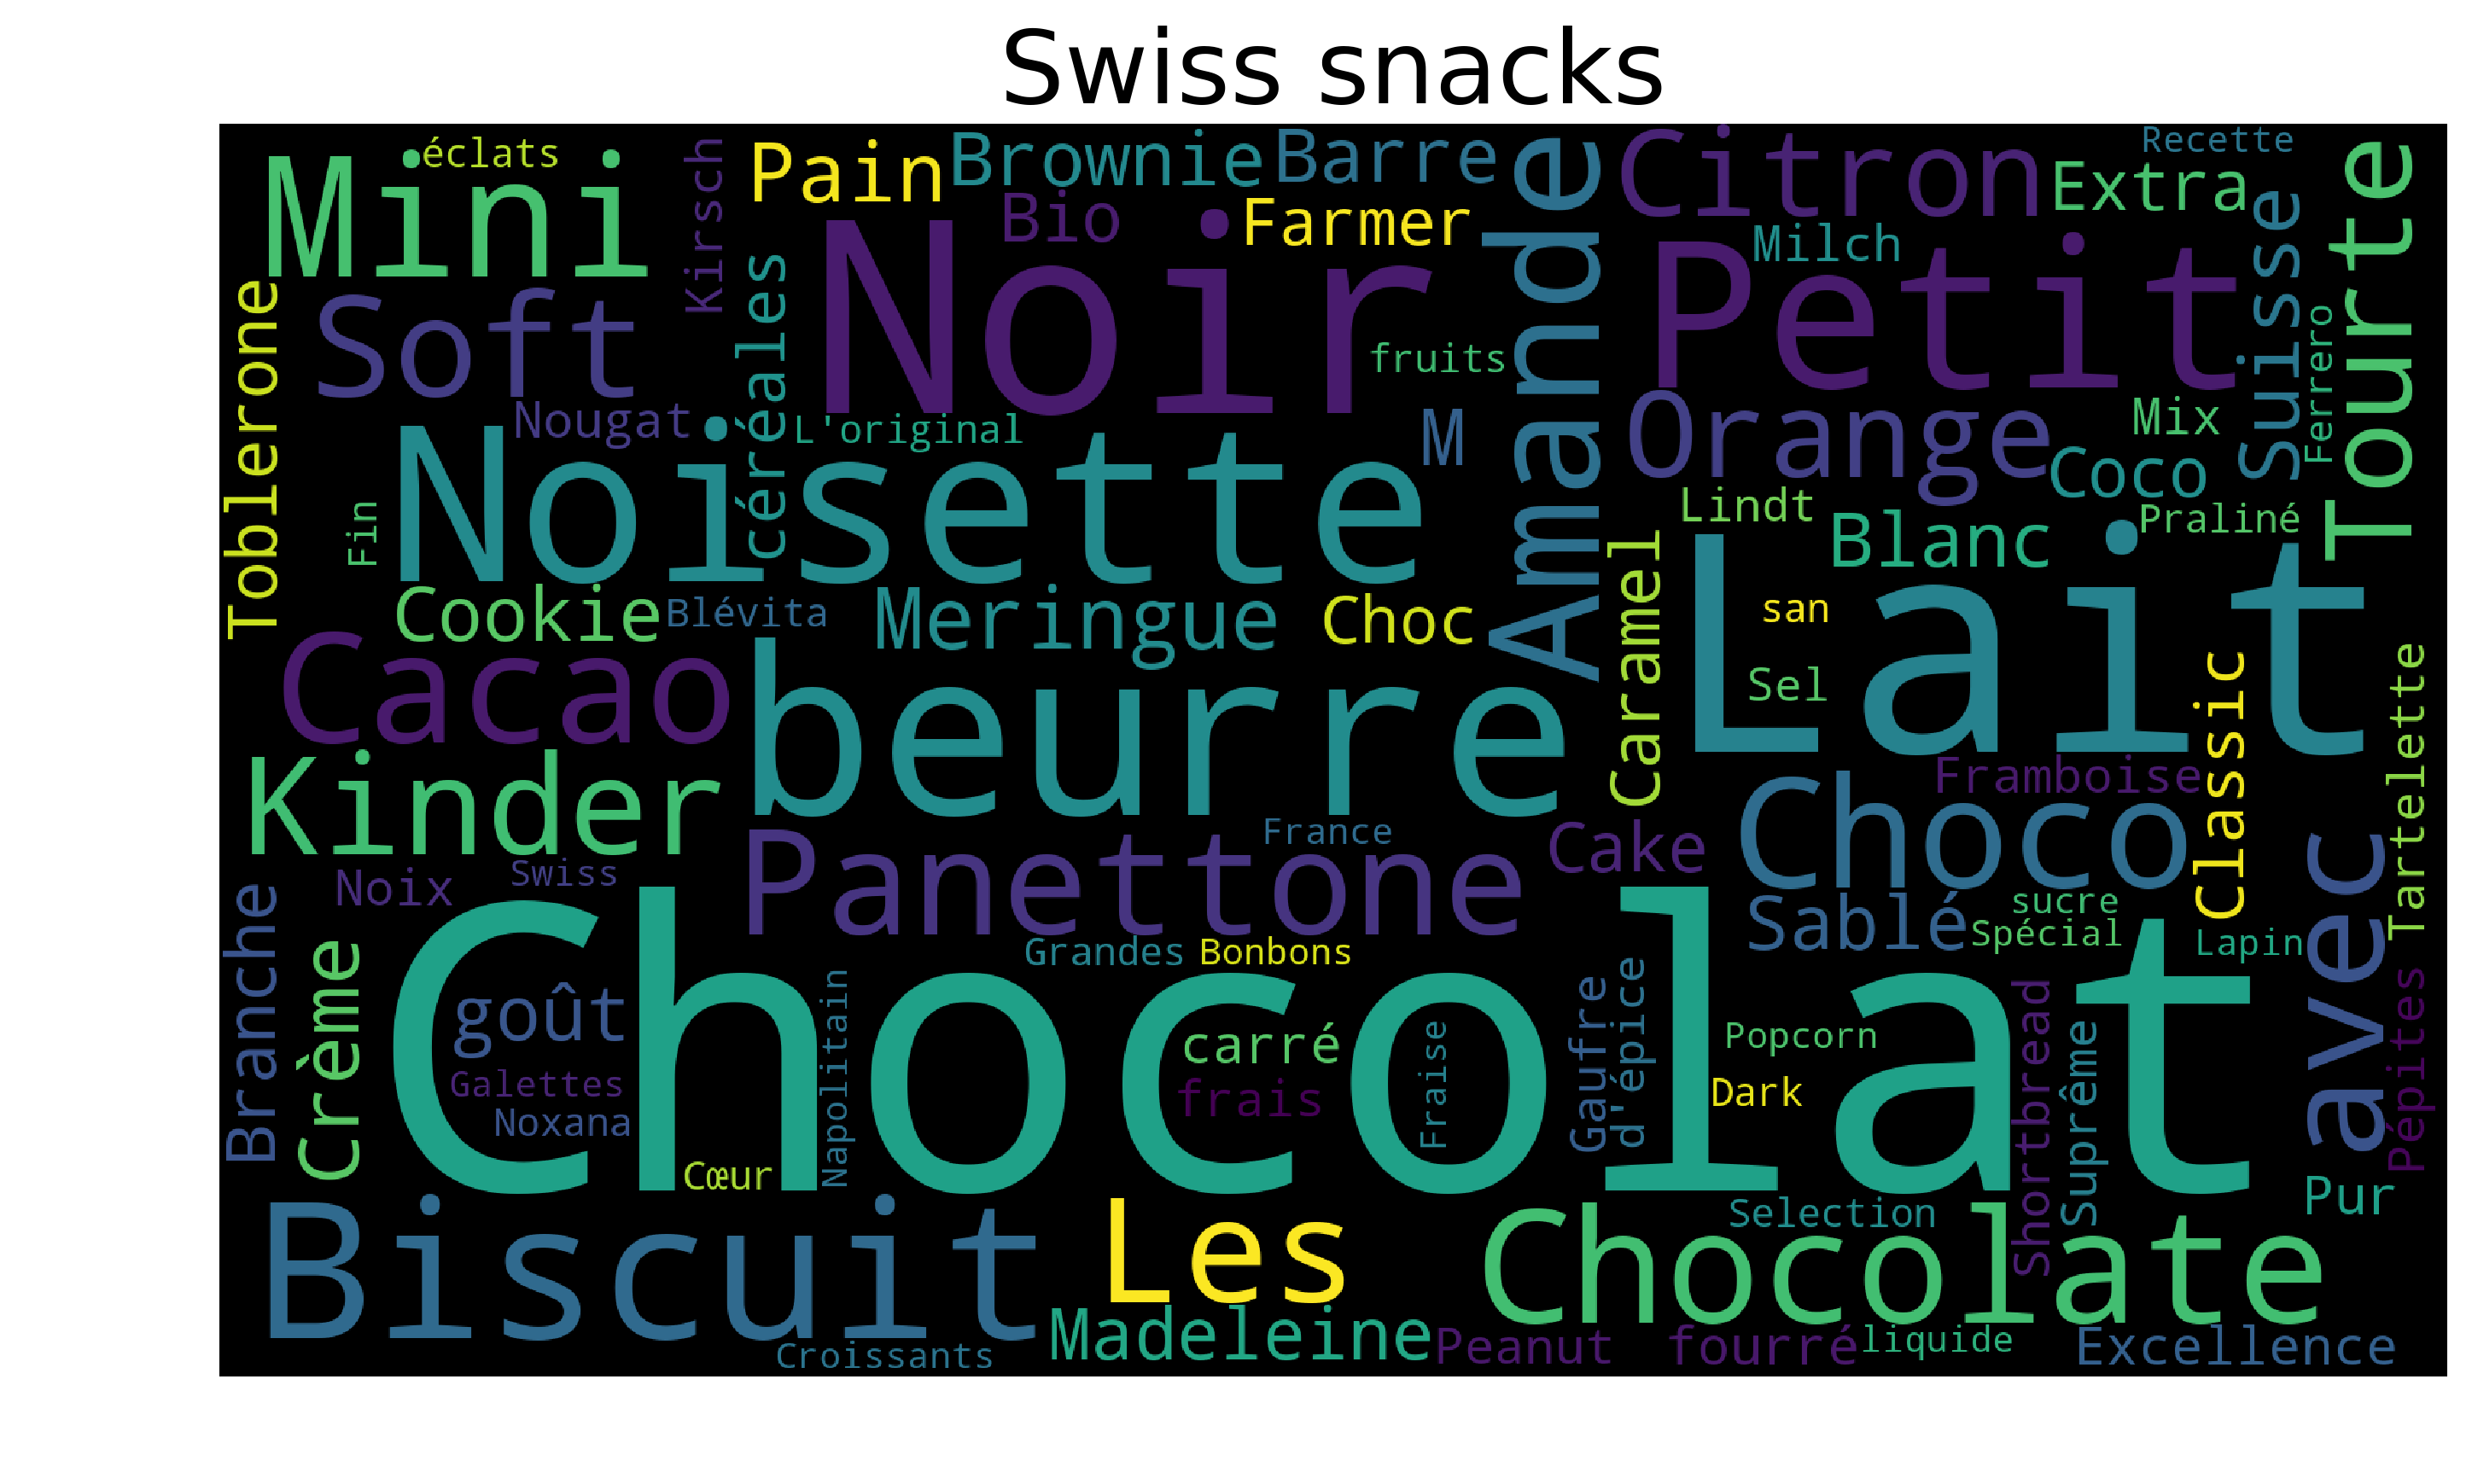 Swiss snacks
Mini
éclats
Kirsch
Pain
Brownie
Barre
Amande
Citron
Recette
Extra
Suisse
Tourte
Bio
Farmer
Milch
Soft
céréales
Noir
fruits
Petit
Ferrero
Toblerone
Nougat
L'original
M
Orange
Mix
Coco
Fin
Noisette
Lindt
Blanc
Praliné
Cookie
Blévita
Meringue
Choc
Caramel
san
Lait
Cacao
beurre
Sel
Classic
Tartelette
Kinder
Framboise
Choco
Panettone
France
Cake
Noix
Swiss
Branche
Crème
Chocolat
Grandes
Bonbons
Sablé
sucre
Spécial
Lapin
avec
goût
Napolitain
carré
Fraise
Gaufre
d'épice
Popcorn
Shortbread
Suprême
Pépites
Galettes
frais
Dark
Noxana
Cœur
Pur
Biscuit
Les
Selection
Chocolate
Croissants
Madeleine
Peanut
fourré
liquide
Excellence